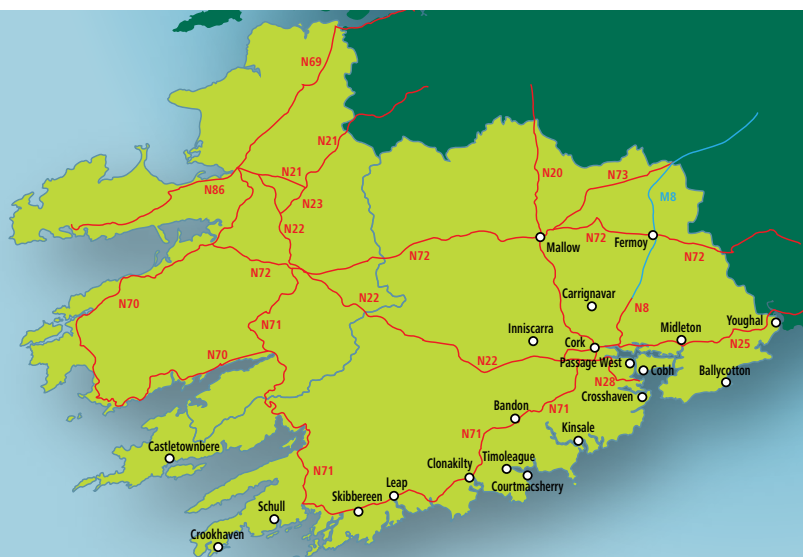 N69
N21
N21
N86
N23
N22
N20
N73
M8
N72
Mallow
Fermoy
N72
N72
N72
N70
N22
N71
Carrignavar
N8
Inniscarra
Cork
Midleton
Youghal
N25
N70
N22
Passage West
Cobh
N28
Ballycotton
Crosshaven
Bandon
N71
Kinsale
N71
Castletownbere
Clonakilty
Timoleague
Courtmacsherry
N71
Leap
Skibbereen
Schull
Crookhaven